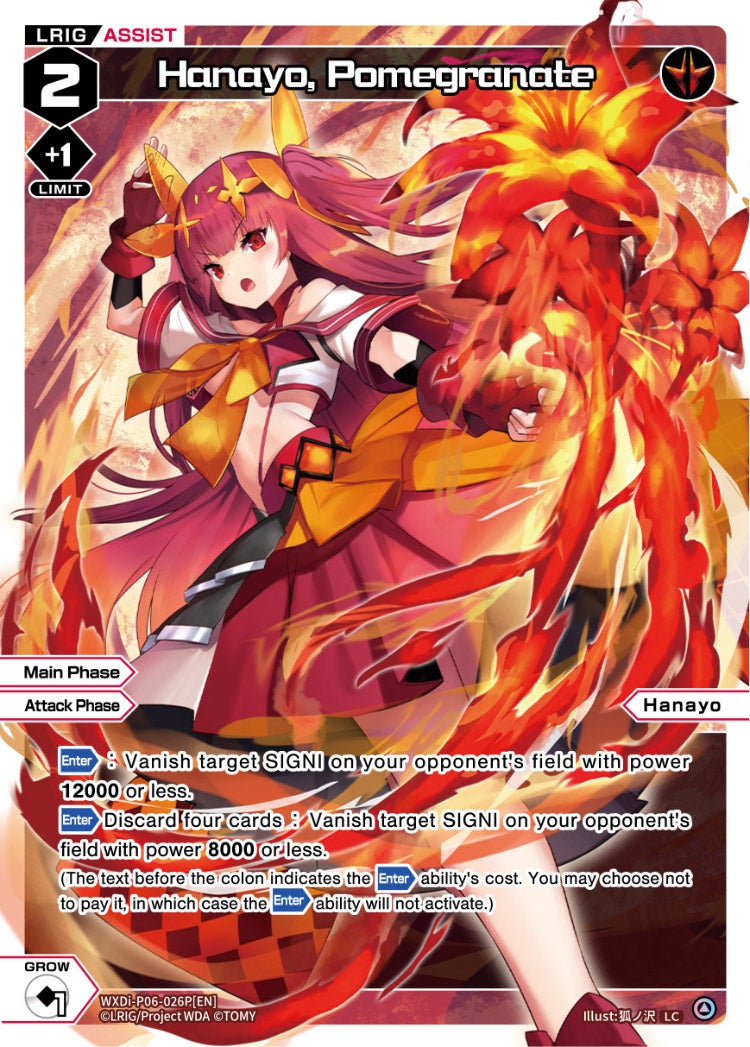 LRIG ASSIST
2
Hanayo, Pomegranate
+1
LIMIT
Main Phase
Attack Phase
Hanayo
Enter : Vanish target SIGNI on your opponent's field with power
12000 or less.
Enter Discard four cards : Vanish target SIGNI on your opponent's
field with power 8000 or less.
(The text before the colon indicates the Enter ability's cost. You may choose not
to pay it, in which case the Enter ability will not activate.)
GROW
1
WXDi-P06-026P[EN]
©LRIG/Project WDA ©TOMY
Illust:狐ノ沢 LC